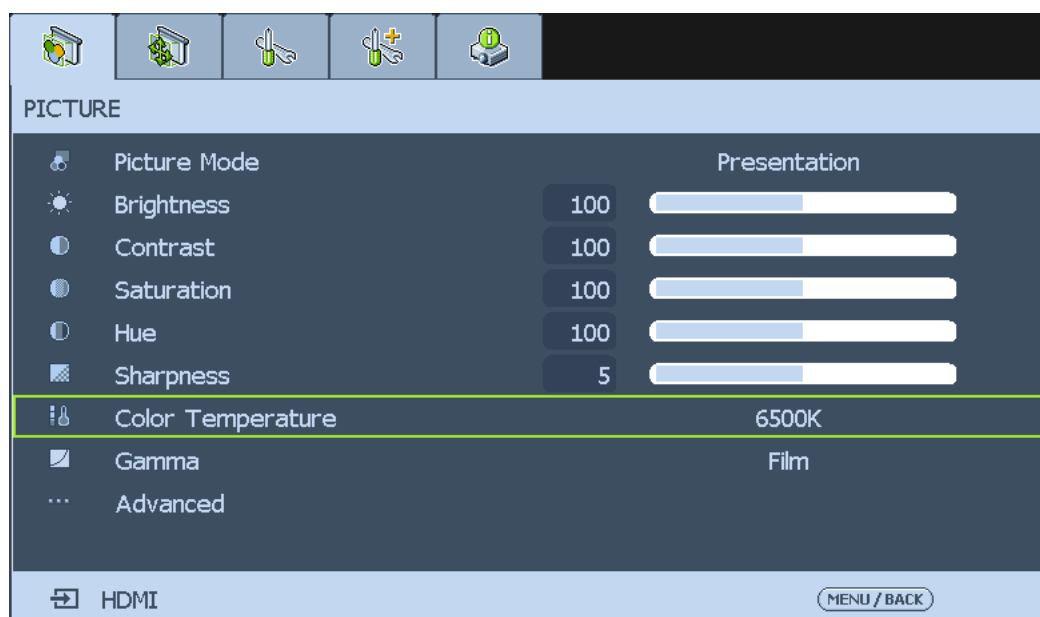 PICTURE
Picture Mode Presentation
Brightness 100
Contrast 100
Saturation 100
Hue 100
Sharpness 5
Color Temperature 6500K
Gamma Film
Advanced
HDMI MENU / BACK